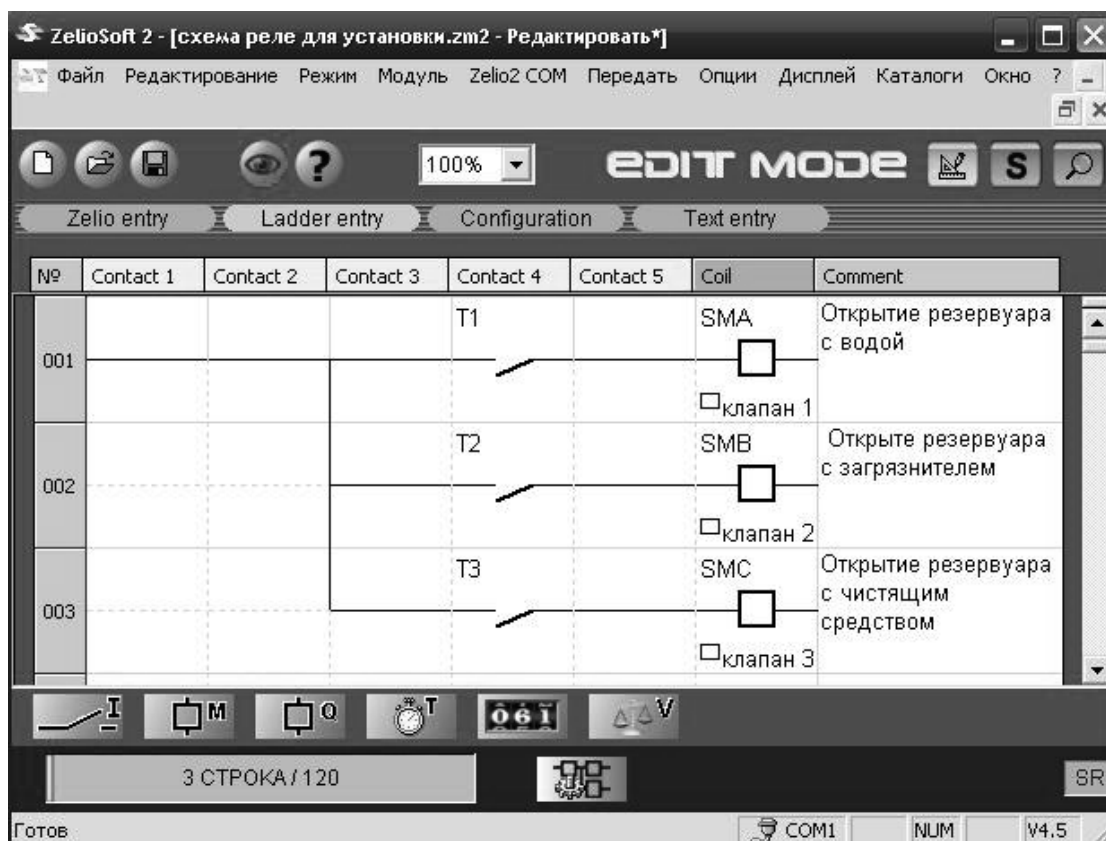 ZelioSoft 2 - [схема реле для установки.zm2 - Редактировать*]
Файл Редактирование Режим Модуль Zelio2 COM Передать Опции Дисплей Каталоги Окно ?
100%
EDIT MODE
S
Zelio entry Ladder entry Configuration Text entry
Nº Contact 1 Contact 2 Contact 3 Contact 4 Contact 5 Coil Comment
001 T1 SMA Открытие резервуара
с водой
клапан 1
002 T2 SMB Открыте резервуара
с загрязнителем
клапан 2
003 T3 SMC Открытие резервуара
с чистящим
средством
клапан 3
I M Q T 061 V
3 СТРОКА/120
SR
Готов COM1 NUM V4.5